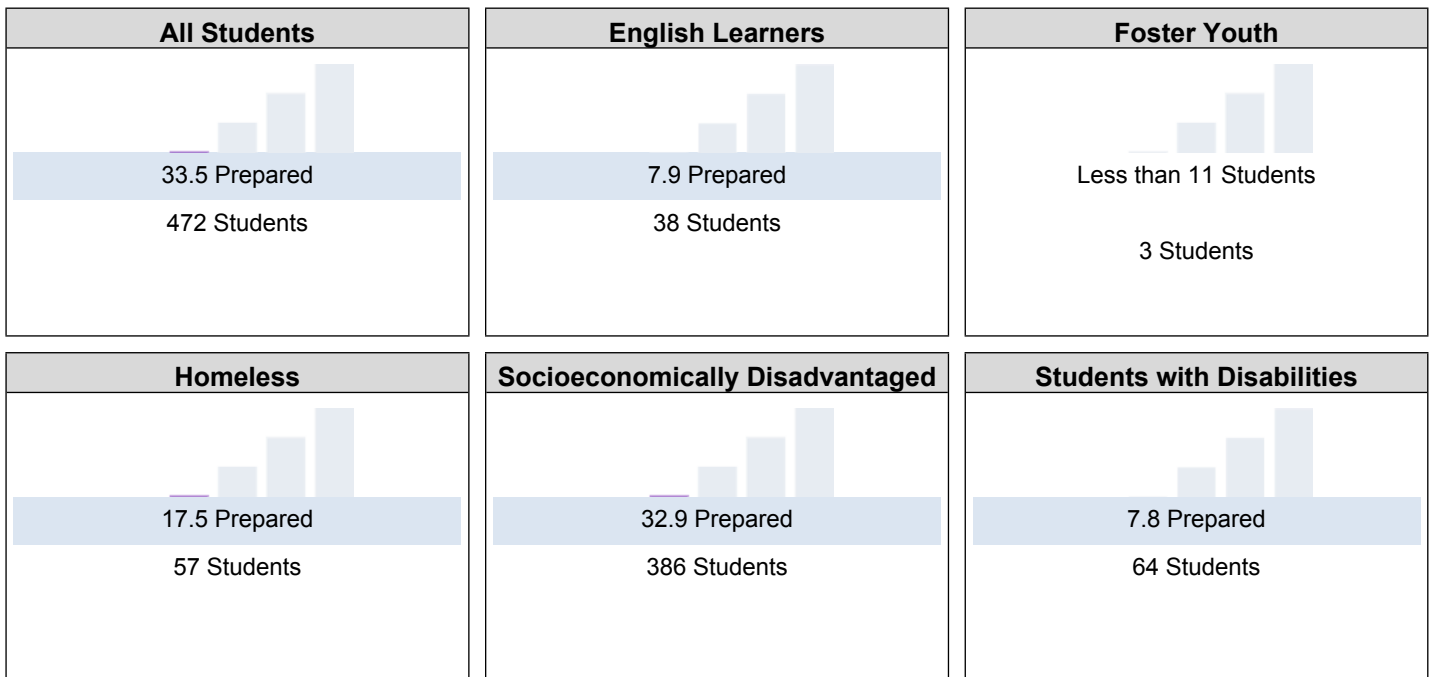 All Students
33.5 Prepared
472 Students
English Learners
7.9 Prepared
38 Students
Foster Youth
Less than 11 Students
3 Students
Homeless
17.5 Prepared
57 Students
Socioeconomically Disadvantaged
32.9 Prepared
386 Students
Students with Disabilities
7.8 Prepared
64 Students